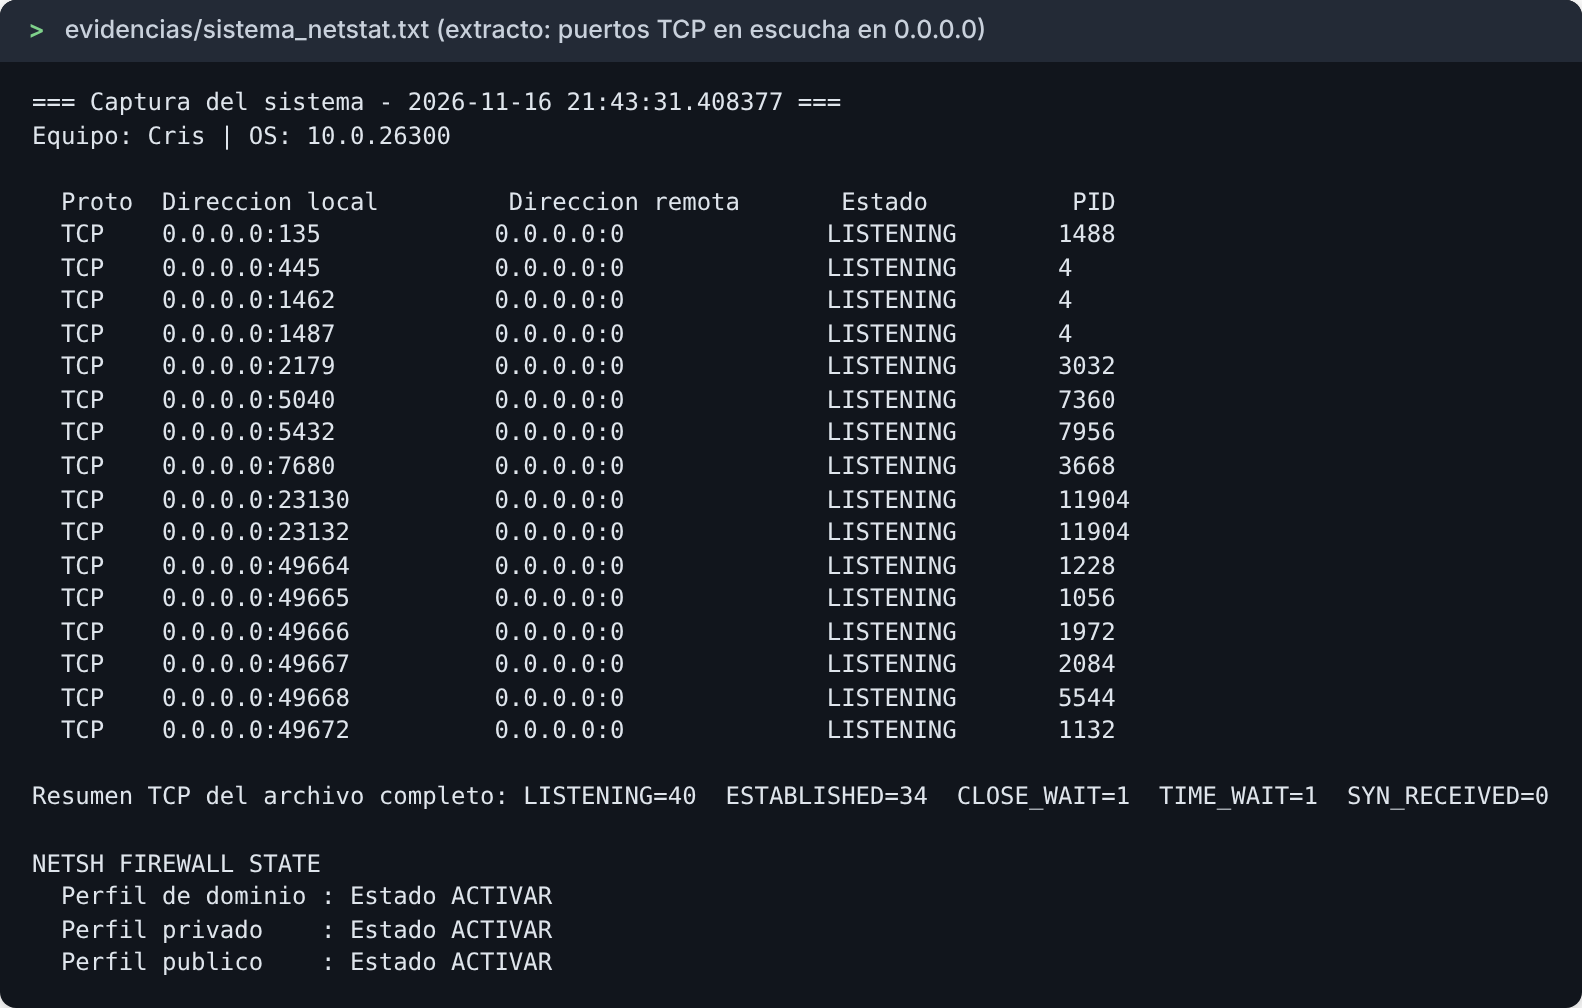 > evidencias/sistema_netstat.txt (extracto: puertos TCP en escucha en 0.0.0.0)
=== Captura del sistema - 2026-11-16 21:43:31.408377 ===
Equipo: Cris | OS: 10.0.26300
Proto  Direccion local         Direccion remota       Estado          PID
TCP    0.0.0.0:135            0.0.0.0:0              LISTENING       1488
TCP    0.0.0.0:445            0.0.0.0:0              LISTENING       4
TCP    0.0.0.0:1462           0.0.0.0:0              LISTENING       4
TCP    0.0.0.0:1487           0.0.0.0:0              LISTENING       4
TCP    0.0.0.0:2179           0.0.0.0:0              LISTENING       3032
TCP    0.0.0.0:5040           0.0.0.0:0              LISTENING       7360
TCP    0.0.0.0:5432           0.0.0.0:0              LISTENING       7956
TCP    0.0.0.0:7680           0.0.0.0:0              LISTENING       3668
TCP    0.0.0.0:23130          0.0.0.0:0              LISTENING       11904
TCP    0.0.0.0:23132          0.0.0.0:0              LISTENING       11904
TCP    0.0.0.0:49664          0.0.0.0:0              LISTENING       1228
TCP    0.0.0.0:49665          0.0.0.0:0              LISTENING       1056
TCP    0.0.0.0:49666          0.0.0.0:0              LISTENING       1972
TCP    0.0.0.0:49667          0.0.0.0:0              LISTENING       2084
TCP    0.0.0.0:49668          0.0.0.0:0              LISTENING       5544
TCP    0.0.0.0:49672          0.0.0.0:0              LISTENING       1132
Resumen TCP del archivo completo: LISTENING=40  ESTABLISHED=34  CLOSE_WAIT=1  TIME_WAIT=1  SYN_RECEIVED=0
NETSH FIREWALL STATE
Perfil de dominio : Estado ACTIVAR
Perfil privado    : Estado ACTIVAR
Perfil publico    : Estado ACTIVAR